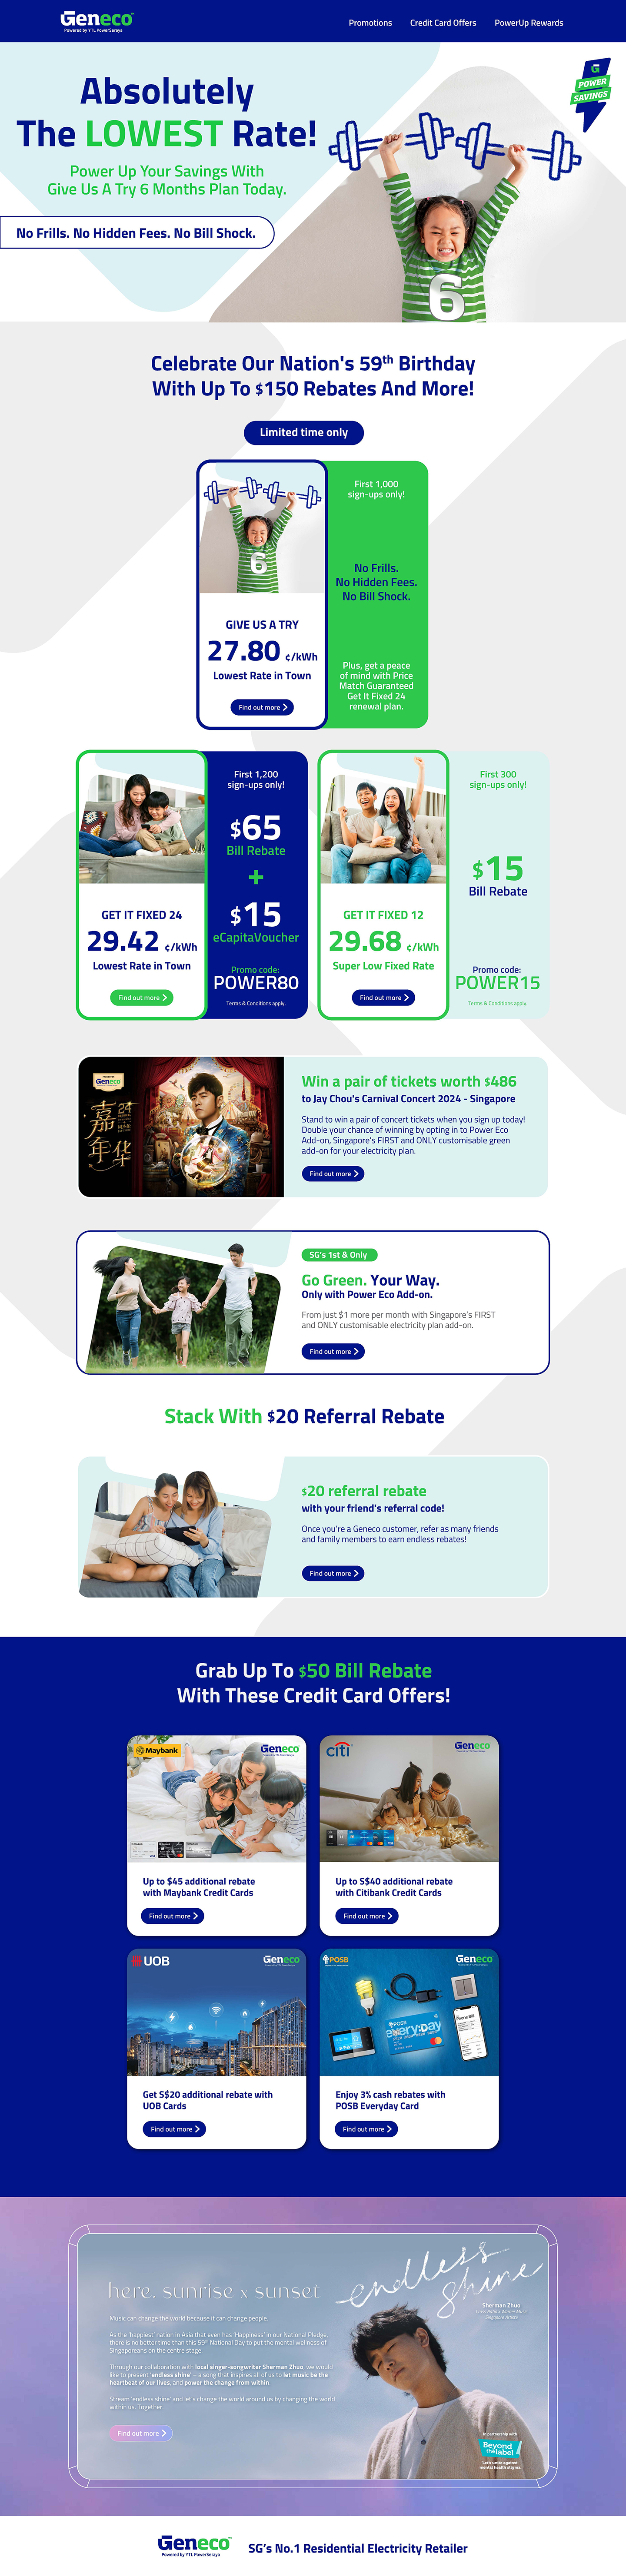 Geneco
Powered by YTL PowerSeraya
Promotions Credit Card Offers PowerUp Rewards
Absolutely
The LOWEST Rate!
Power Up Your Savings With
Give Us A Try 6 Months Plan Today.
No Frills. No Hidden Fees. No Bill Shock.
G
POWER
SAVINGS
6
Celebrate Our Nation's 59th Birthday
With Up To $150 Rebates And More!
Limited time only
6
GIVE US A TRY
27.80 ¢/kWh
Lowest Rate in Town
Find out more
First 1,000
sign-ups only!
No Frills.
No Hidden Fees.
No Bill Shock.
Plus, get a peace
of mind with Price
Match Guaranteed
Get It Fixed 24
renewal plan.
GET IT FIXED 24
29.42 ¢/kWh
Lowest Rate in Town
Find out more
First 1,200
sign-ups only!
$65
Bill Rebate
+
$15
eCapitaVoucher
Promo code:
POWER80
Terms & Conditions apply.
GET IT FIXED 12
29.68 ¢/kWh
Super Low Fixed Rate
Find out more
First 300
sign-ups only!
$15
Bill Rebate
Promo code:
POWER15
Terms & Conditions apply.
Geneco
嘉年华
Win a pair of tickets worth $486
to Jay Chou's Carnival Concert 2024 - Singapore
Stand to win a pair of concert tickets when you sign up today!
Double your chance of winning by opting in to Power Eco
Add-on, Singapore's FIRST and ONLY customisable green
add-on for your electricity plan.
Find out more
SG's 1st & Only
Go Green. Your Way.
Only with Power Eco Add-on.
From just $1 more per month with Singapore's FIRST
and ONLY customisable electricity plan add-on.
Find out more
Stack With $20 Referral Rebate
$20 referral rebate
with your friend's referral code!
Once you're a Geneco customer, refer as many friends
and family members to earn endless rebates!
Find out more
Grab Up To $50 Bill Rebate
With These Credit Card Offers!
Maybank
Geneco
Up to $45 additional rebate
with Maybank Credit Cards
Find out more
citi
Geneco
Up to S$40 additional rebate
with Citibank Credit Cards
Find out more
UOB
Geneco
Get S$20 additional rebate with
UOB Cards
Find out more
POSB
Geneco
POSB
everyday
Enjoy 3% cash rebates with
POSB Everyday Card
Find out more
here. sunrise x sunset
Music can change the world because it can change people.
As the 'happiest' nation in Asia that even has 'Happiness' in our National Pledge,
there is no better time than this 59th National Day to put the mental wellness of
Singaporeans on the centre stage.
Through our collaboration with local singer-songwriter Sherman Zhuo, we would
like to present 'endless shine' – a song that inspires all of us to let music be the
heartbeat of our lives, and power the change from within.
Stream 'endless shine' and let's change the world around us by changing the world
within us. Together.
Find out more
endless
shine
Sherman Zhuo
In partnership with
Beyond
the label
Let's unite against
mental health stigma
Geneco
Powered by YTL PowerSeraya
SG's No.1 Residential Electricity Retailer